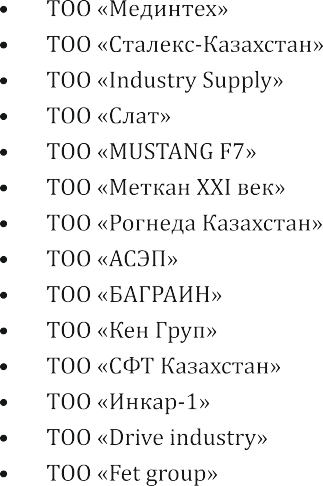 • ТОО «Мединтех»
• ТОО «Сталекс-Казахстан»
• ТОО «Industry Supply»
• ТОО «Слат»
• ТОО «MUSTANG F7»
• ТОО «Меткан XXI век»
• ТОО «Рогнеда Казахстан»
• ТОО «АСЭП»
• ТОО «БАГРАИН»
• ТОО «Кен Груп»
• ТОО «СФТ Казахстан»
• ТОО «Инкар-1»
• ТОО «Drive industry»
• ТОО «Fet group»